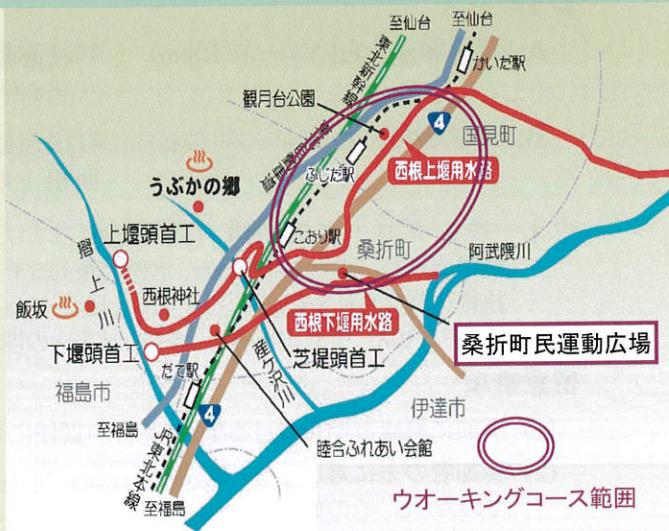 至仙台
至仙台
東北新幹線
かいだ駅
観月台公園
4
国見町
東北自動車道
ふじた駅
西根上堰用水路
うぶかの郷
上堰頭首工
こおり駅
桑折町
阿武隈川
摺上川
飯坂
西根神社
西根下堰用水路
桑折町民運動広場
下堰頭首工
芝堤頭首工
産ケ沢川
だて駅
福島市
4
伊達市
至福島
睦合ふれあい会館
JR東北本線
至福島
ウオーキングコース範囲